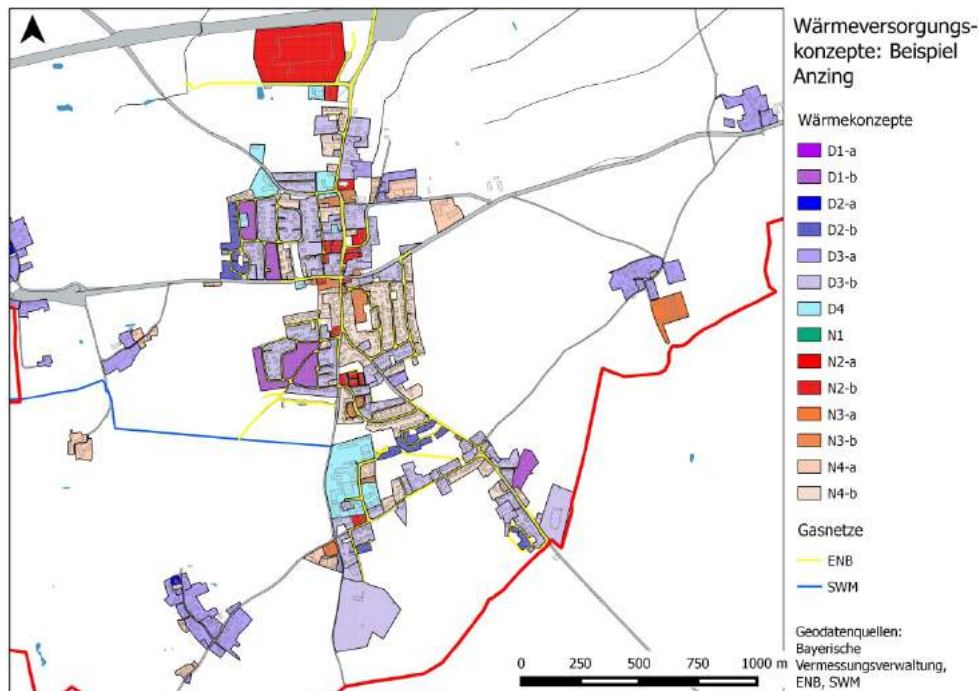 Wärmeversorgungs-
konzepte: Beispiel
Anzing
Wärmekonzepte
D1-a
D1-b
D2-a
D2-b
D3-a
D3-b
D4
N1
N2-a
N2-b
N3-a
N3-b
N4-a
N4-b
Gasnetze
ENB
SWM
Geodatenquellen:
Bayerische
Vermessungsverwaltung,
ENB, SWM
0 250 500 750 1000 m